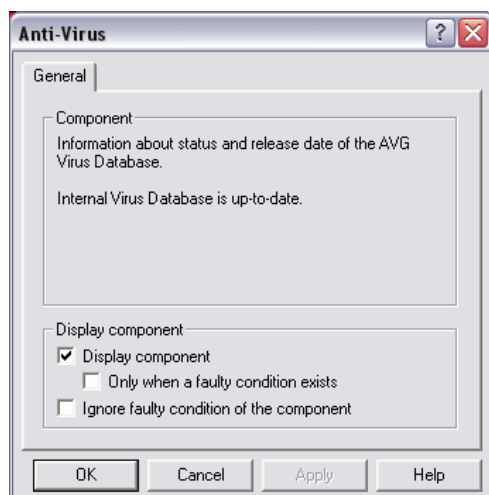 Anti-Virus
?
General
Component
Information about status and release date of the AVG
Virus Database.
Internal Virus Database is up-to-date.
Display component
Display component
Only when a faulty condition exists
Ignore faulty condition of the component
OK Cancel Apply Help